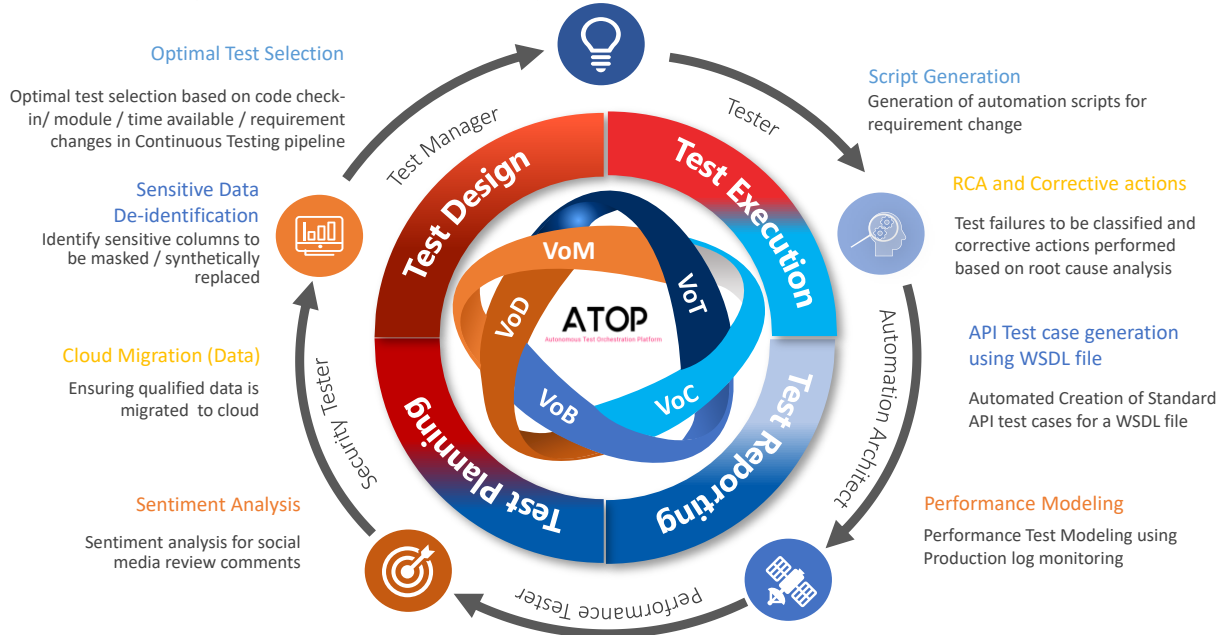 Optimal Test Selection
Optimal test selection based on code check-
in/ module / time available / requirement
changes in Continuous Testing pipeline
Sensitive Data
De-identification
Identify sensitive columns to
be masked / synthetically
replaced
Cloud Migration (Data)
Ensuring qualified data is
migrated to cloud
Sentiment Analysis
Sentiment analysis for social
media review comments
Test Manager
Tester
Automation Architect
Performance Tester
Security Tester
Test Design
Test Execution
Test Reporting
Test Planning
VoM
VoT
VoC
VoB
VoD
ATOP
Autonomous Test Orchestration Platform
Script Generation
Generation of automation scripts for
requirement change
RCA and Corrective actions
Test failures to be classified and
corrective actions performed
based on root cause analysis
API Test case generation
using WSDL file
Automated Creation of Standard
API test cases for a WSDL file
Performance Modeling
Performance Test Modeling using
Production log monitoring